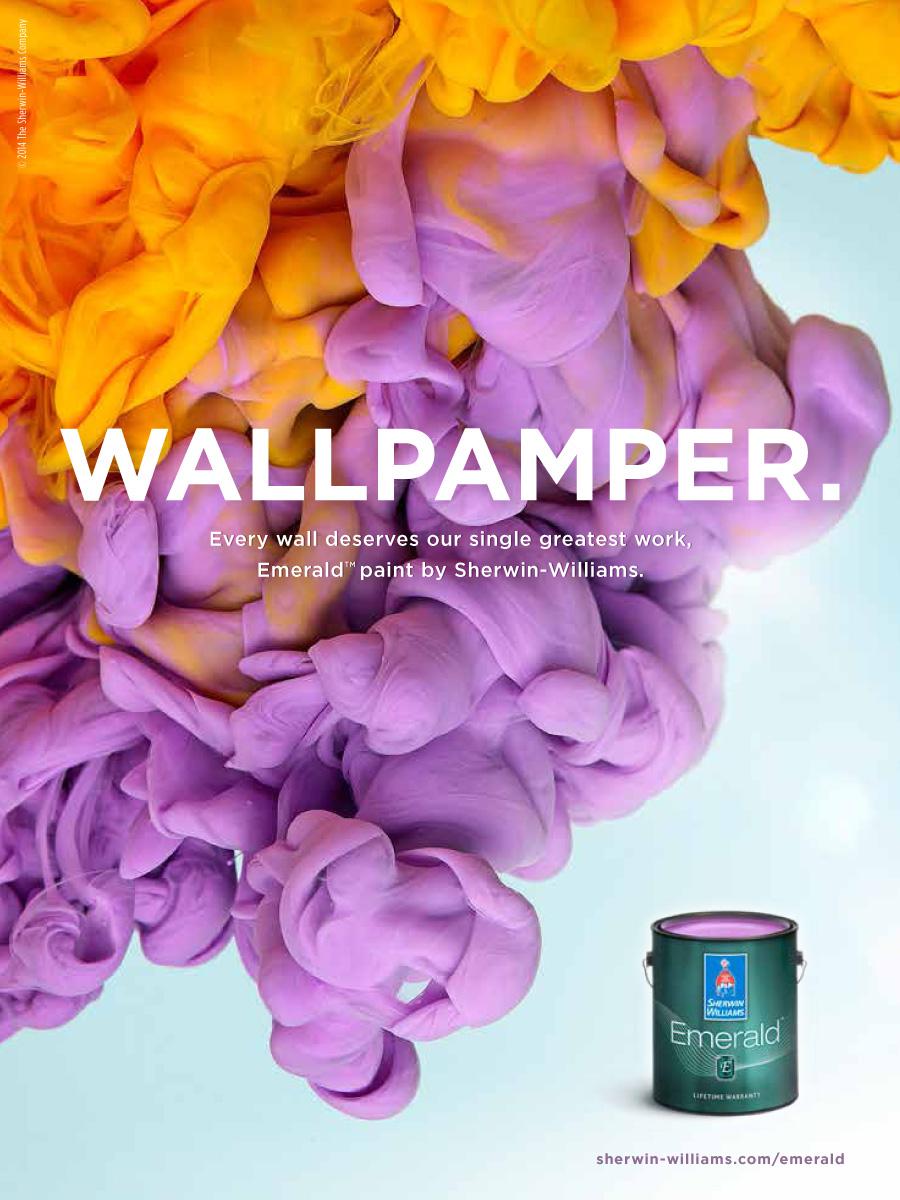 © 2014 The Sherwin-Williams Company
WALLPAMPER.
Every wall deserves our single greatest work,
Emerald™ paint by Sherwin-Williams.
SHERWIN
WILLIAMS
Emerald™
E
LIFETIME WARRANTY
sherwin-williams.com/emerald